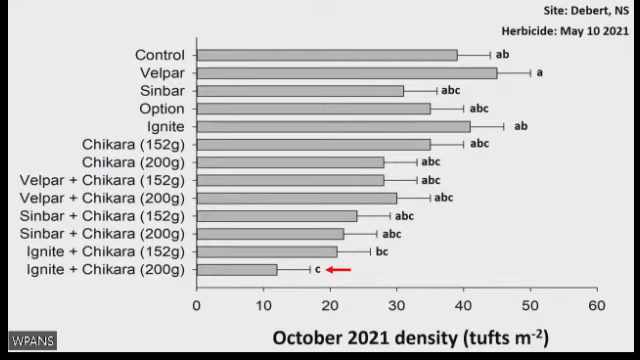 Site: Debert, NS
Herbicide: May 10 2021
Control ab
Velpar a
Sinbar abc
Option abc
Ignite ab
Chikara (152g) abc
Chikara (200g) abc
Velpar + Chikara (152g) abc
Velpar + Chikara (200g) abc
Sinbar + Chikara (152g) abc
Sinbar + Chikara (200g) abc
Ignite + Chikara (152g) bc
Ignite + Chikara (200g) c
0 10 20 30 40 50 60
October 2021 density (tufts m⁻²)
WPANS